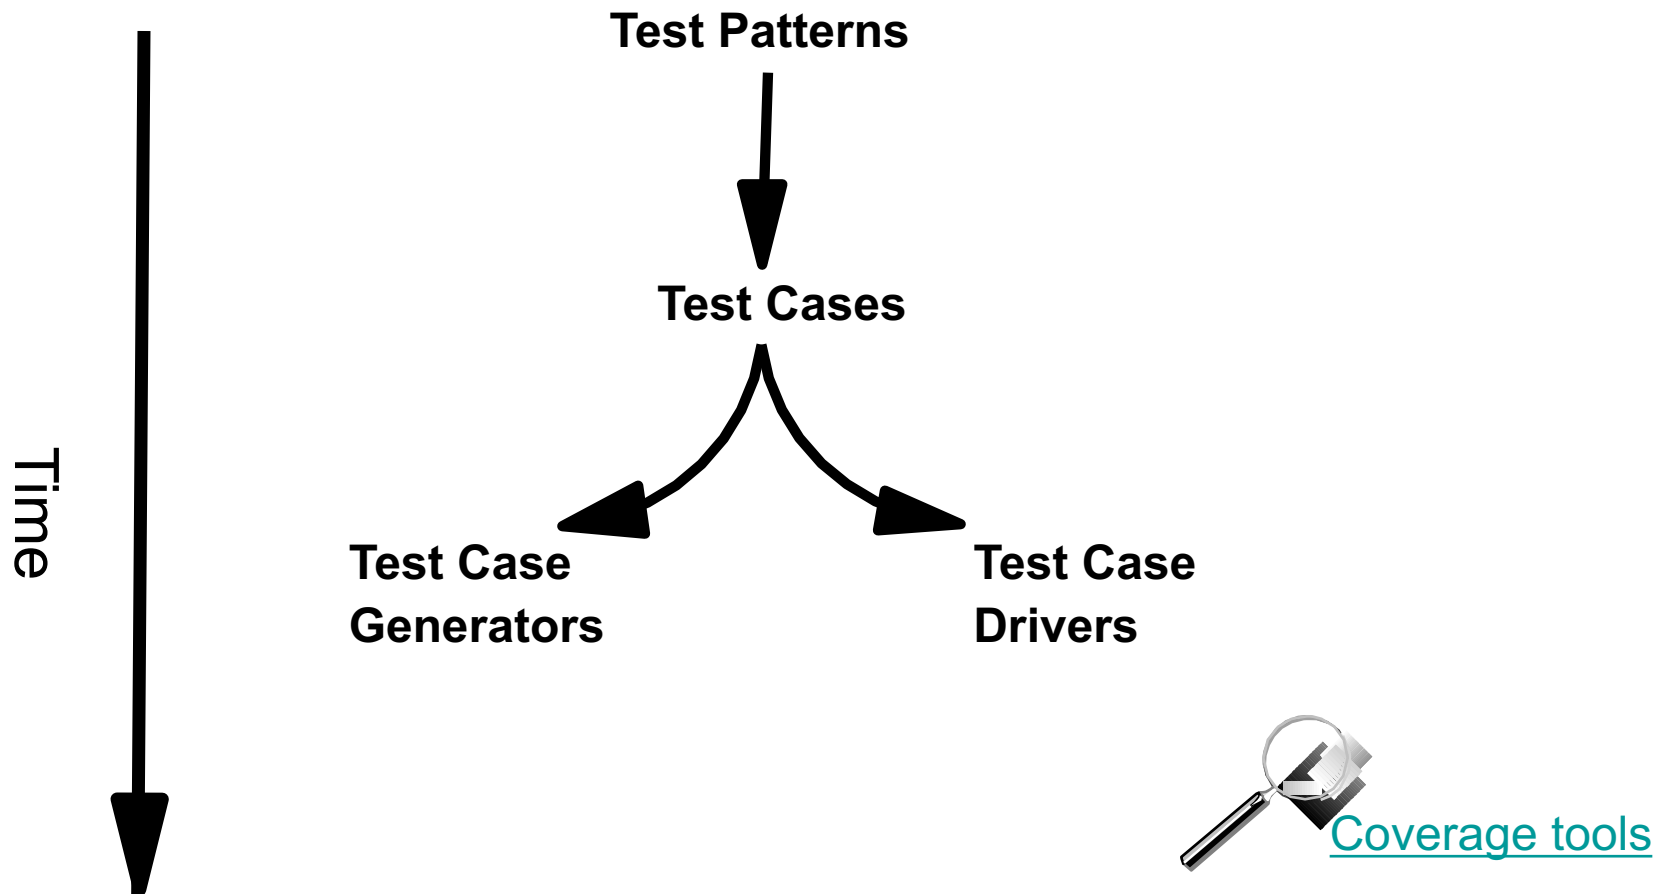 Test Patterns
Test Cases
Time
Test Case
Generators
Test Case
Drivers
Coverage tools